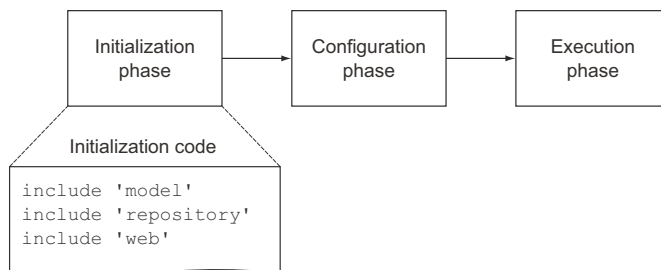 Initialization
phase
Configuration
phase
Execution
phase
Initialization code
include 'model'
include 'repository'
include 'web'